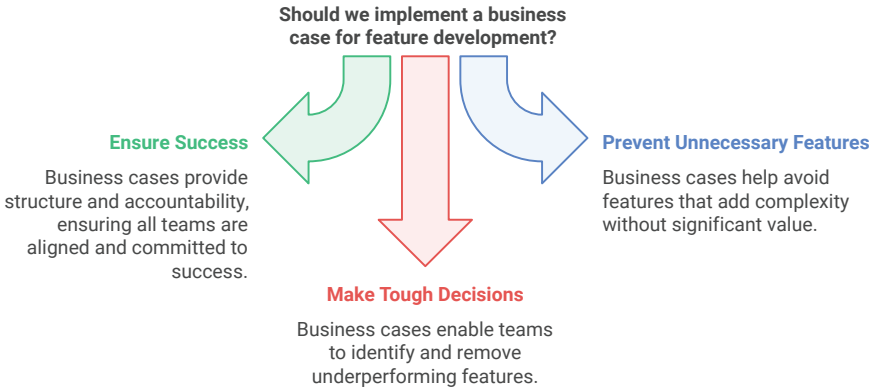 Should we implement a business
case for feature development?
Ensure Success
Business cases provide
structure and accountability,
ensuring all teams are
aligned and committed to
success.
Make Tough Decisions
Business cases enable teams
to identify and remove
underperforming features.
Prevent Unnecessary Features
Business cases help avoid
features that add complexity
without significant value.